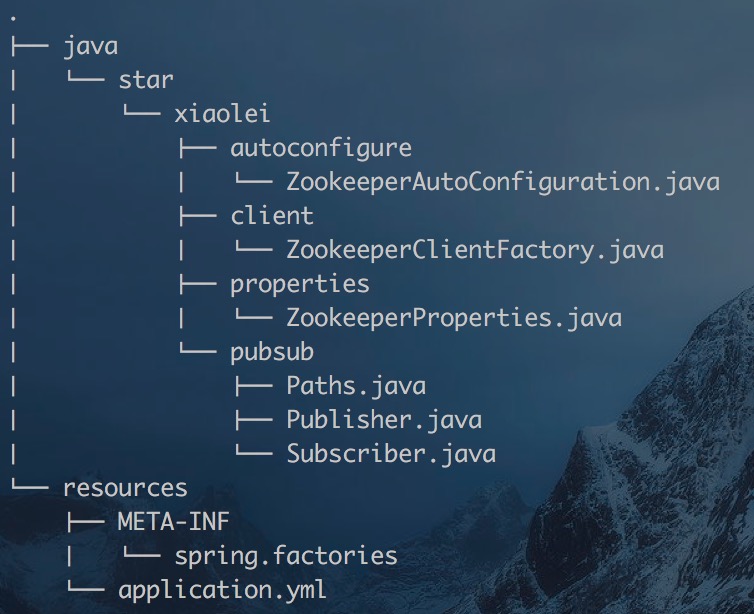 .
├── java
│   └── star
│       └── xiaolei
│           ├── autoconfigure
│           │   └── ZookeeperAutoConfiguration.java
│           ├── client
│           │   └── ZookeeperClientFactory.java
│           ├── properties
│           │   └── ZookeeperProperties.java
│           └── pubsub
│               ├── Paths.java
│               ├── Publisher.java
│               └── Subscriber.java
└── resources
    ├── META-INF
    │   └── spring.factories
    └── application.yml